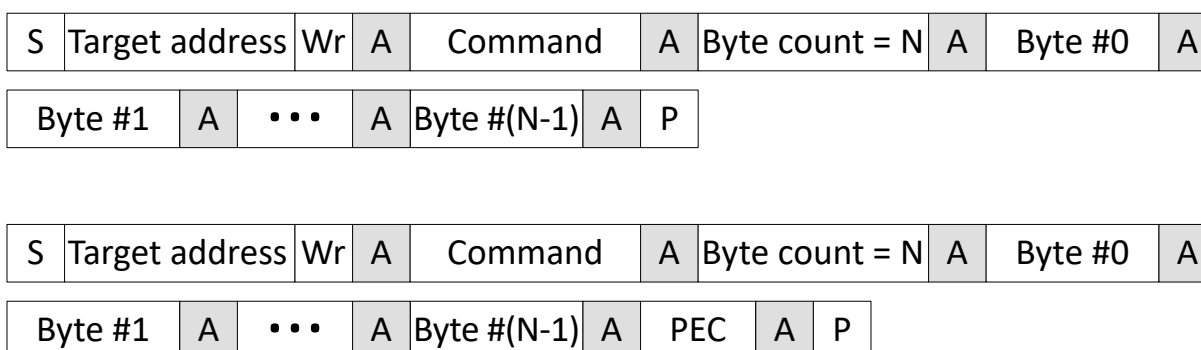 S Target address Wr A Command A Byte count = N A Byte #0 A
Byte #1 A ••• A Byte #(N-1) A P
S Target address Wr A Command A Byte count = N A Byte #0 A
Byte #1 A ••• A Byte #(N-1) A PEC A P